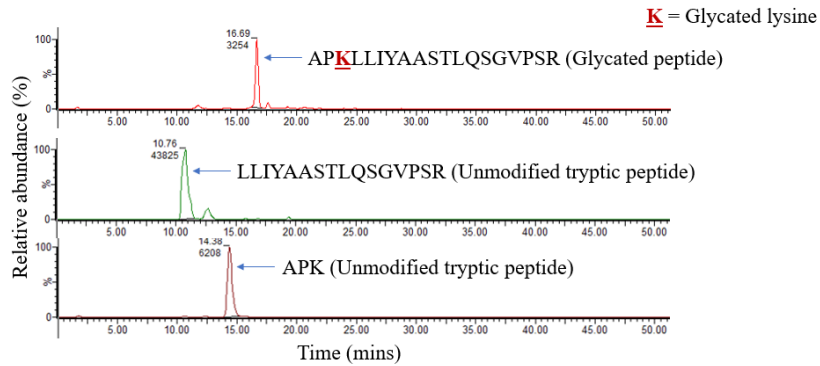 K = Glycated lysine
Relative abundance (%)
100
%
0
16.69
3254
APKLLIYAASTLQSGVPSR (Glycated peptide)
5.00 10.00 15.00 20.00 25.00 30.00 35.00 40.00 45.00 50.00
100
%
0
10.76
43825
LLIYAASTLQSGVPSR (Unmodified tryptic peptide)
5.00 10.00 15.00 20.00 25.00 30.00 35.00 40.00 45.00 50.00
100
%
0
14.38
6208
APK (Unmodified tryptic peptide)
5.00 10.00 15.00 20.00 25.00 30.00 35.00 40.00 45.00 50.00
Time (mins)